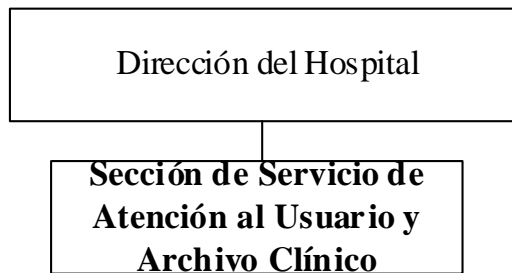 Dirección del Hospital
Sección de Servicio de
Atención al Usuario y
Archivo Clínico